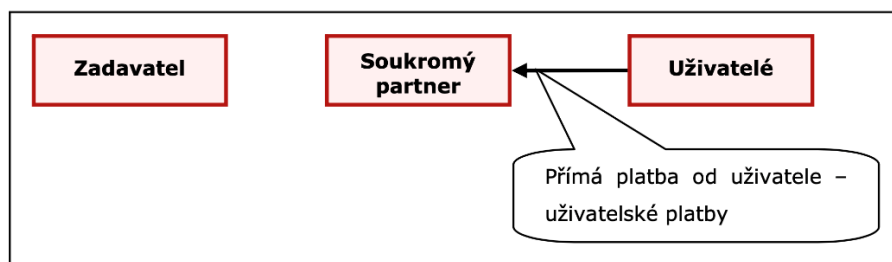 Zadavatel
Soukromý
partner
Uživatelé
Přímá platba od uživatele –
uživatelské platby